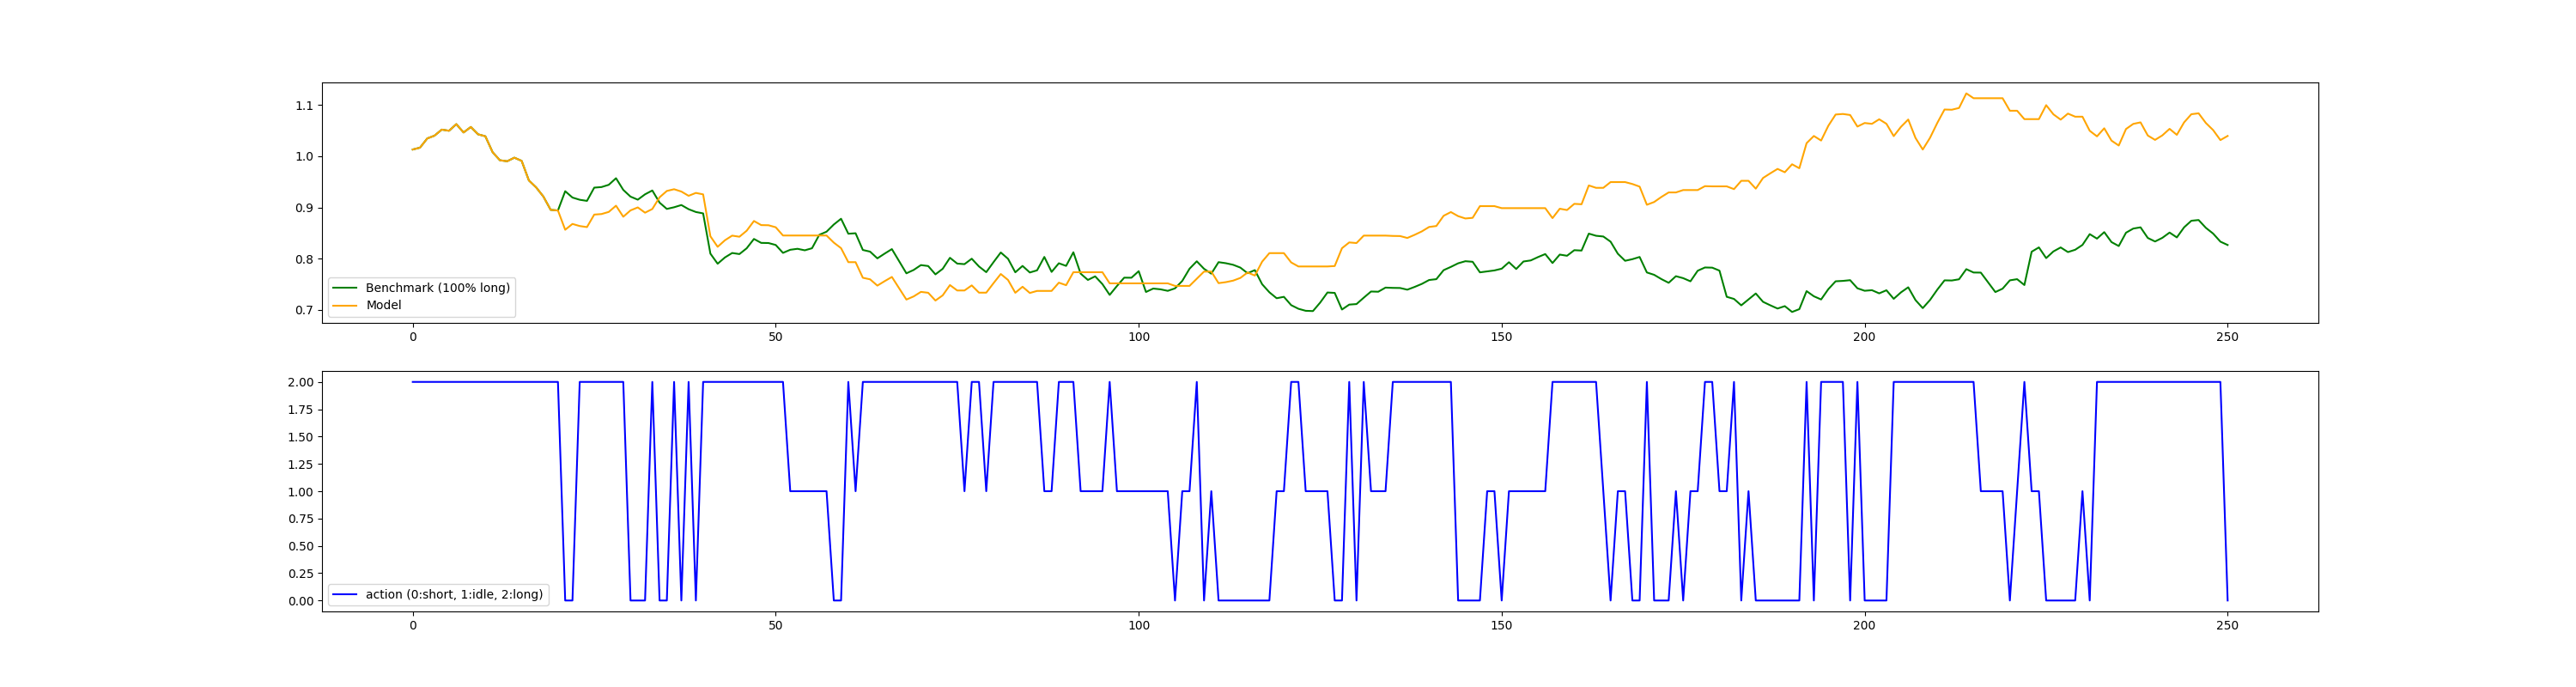 1.1
1.0
0.9
0.8
0.7
Benchmark (100% long)
Model
0 50 100 150 200 250
2.00
1.75
1.50
1.25
1.00
0.75
0.50
0.25
0.00
action (0:short, 1:idle, 2:long)
0 50 100 150 200 250